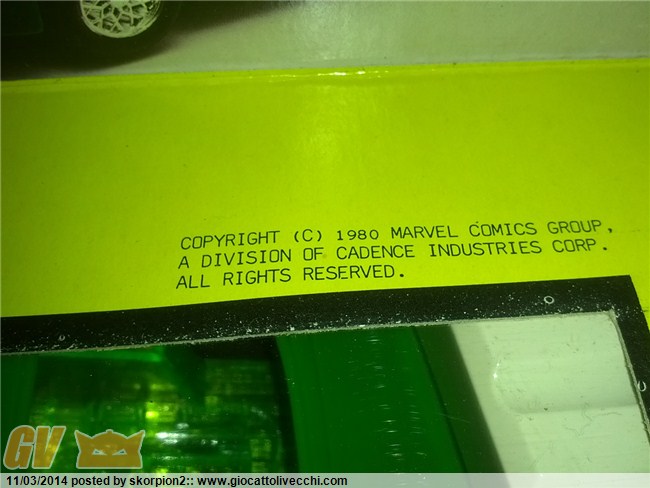 COPYRIGHT (C) 1980 MARVEL COMICS GROUP,
A DIVISION OF CADENCE INDUSTRIES CORP.
ALL RIGHTS RESERVED.
GV
11/03/2014 posted by skorpion2:: www.giocattolivecchi.com